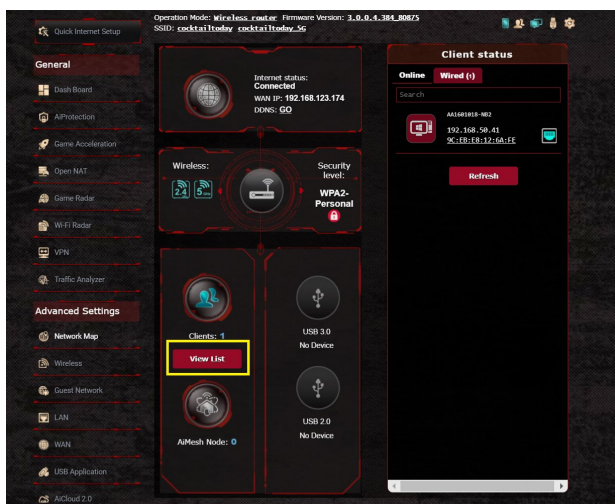 Operation Mode: Wireless router Firmware Version: 3.0.0.4.384_80875
SSID: cocktailtoday cocktailtoday_5G
Quick Internet Setup
General
Dash Board
AiProtection
Game Acceleration
Open NAT
Game Radar
Wi-Fi Radar
VPN
Traffic Analyzer
Advanced Settings
Network Map
Wireless
Guest Network
LAN
WAN
USB Application
AiCloud 2.0
Internet status:
Connected
WAN IP: 192.168.123.174
DDNS: GO
Wireless:
2.4
5
Security
level:
WPA2-
Personal
Clients: 1
View List
AiMesh Node: 0
USB 3.0
No Device
USB 2.0
No Device
Client status
Online Wired (1)
Search
AA1601018-NB2
192.168.50.41
9C:EB:E8:12:6A:FE
Refresh